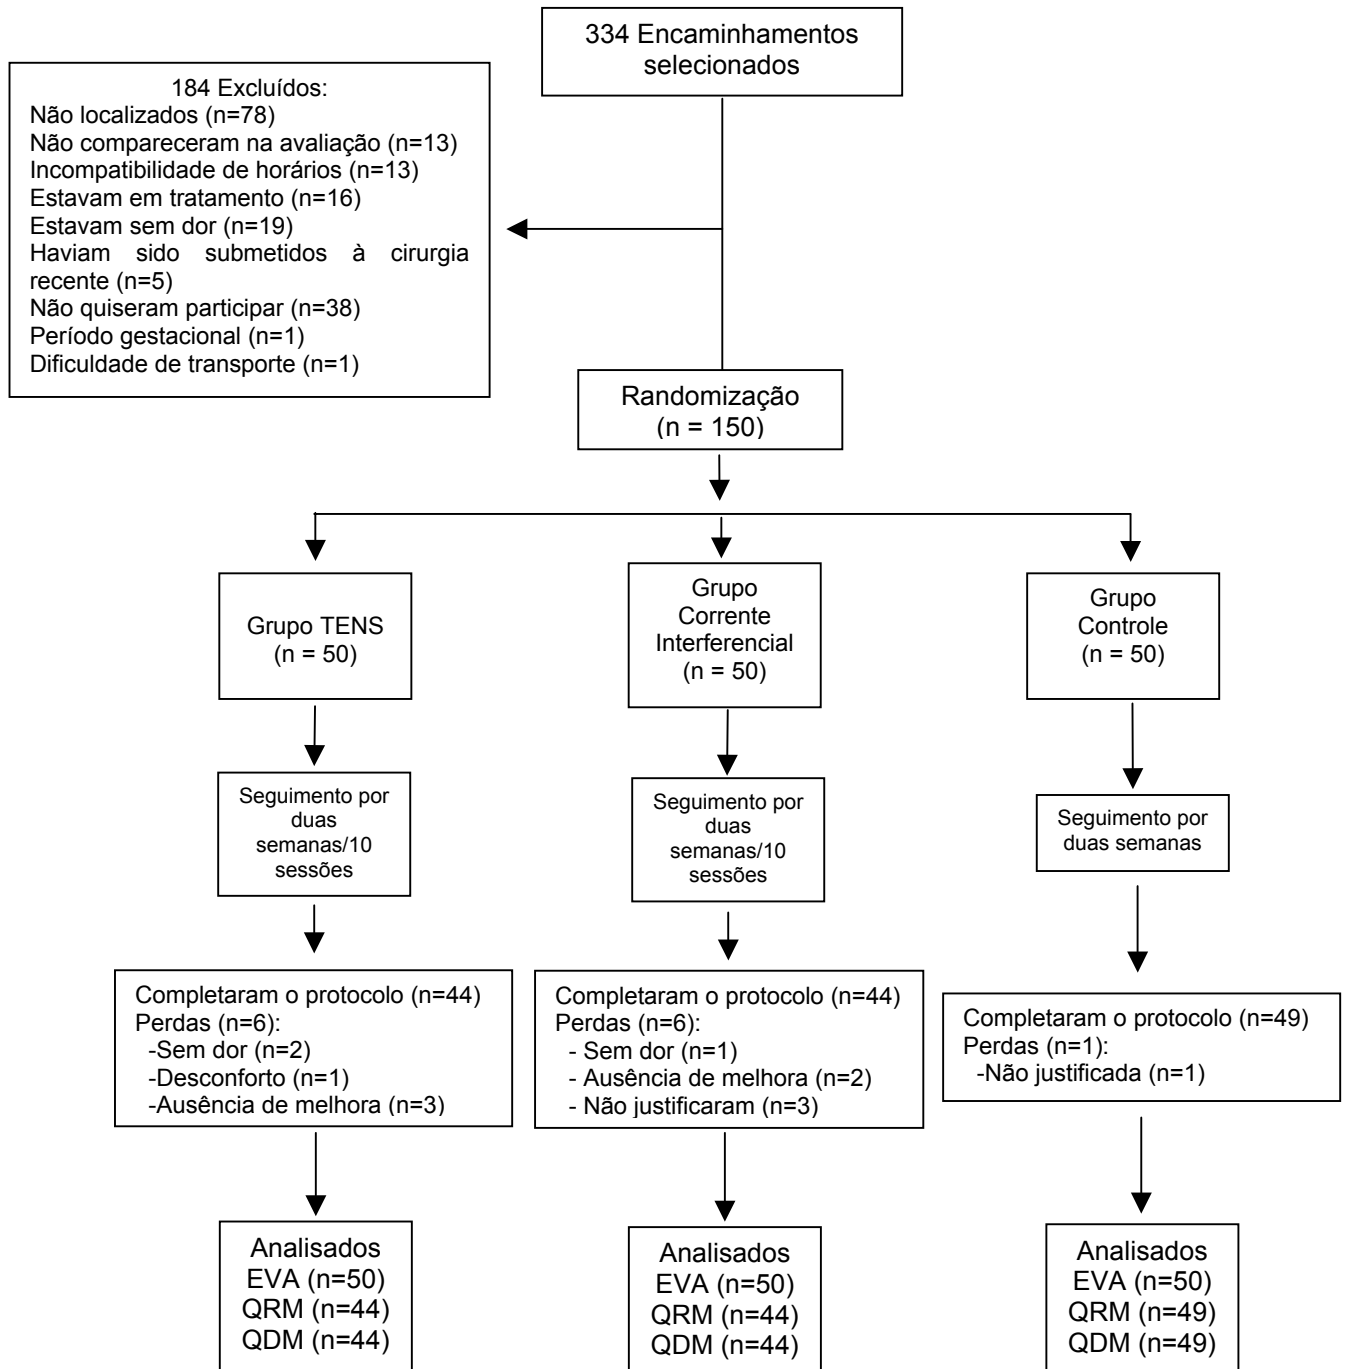 334 Encaminhamentos
selecionados
184 Excluídos:
Não localizados (n=78)
Não compareceram na avaliação (n=13)
Incompatibilidade de horários (n=13)
Estavam em tratamento (n=16)
Estavam sem dor (n=19)
Haviam sido submetidos à cirurgia
recente (n=5)
Não quiseram participar (n=38)
Período gestacional (n=1)
Dificuldade de transporte (n=1)
Randomização
(n = 150)
Grupo TENS
(n = 50)
Grupo
Corrente
Interferencial
(n = 50)
Grupo
Controle
(n = 50)
Seguimento por
duas
semanas/10
sessões
Seguimento por
duas
semanas/10
sessões
Seguimento por
duas semanas
Completaram o protocolo (n=44)
Perdas (n=6):
-Sem dor (n=2)
-Desconforto (n=1)
-Ausência de melhora (n=3)
Completaram o protocolo (n=44)
Perdas (n=6):
- Sem dor (n=1)
- Ausência de melhora (n=2)
- Não justificaram (n=3)
Completaram o protocolo (n=49)
Perdas (n=1):
-Não justificada (n=1)
Analisados
EVA (n=50)
QRM (n=44)
QDM (n=44)
Analisados
EVA (n=50)
QRM (n=44)
QDM (n=44)
Analisados
EVA (n=50)
QRM (n=49)
QDM (n=49)